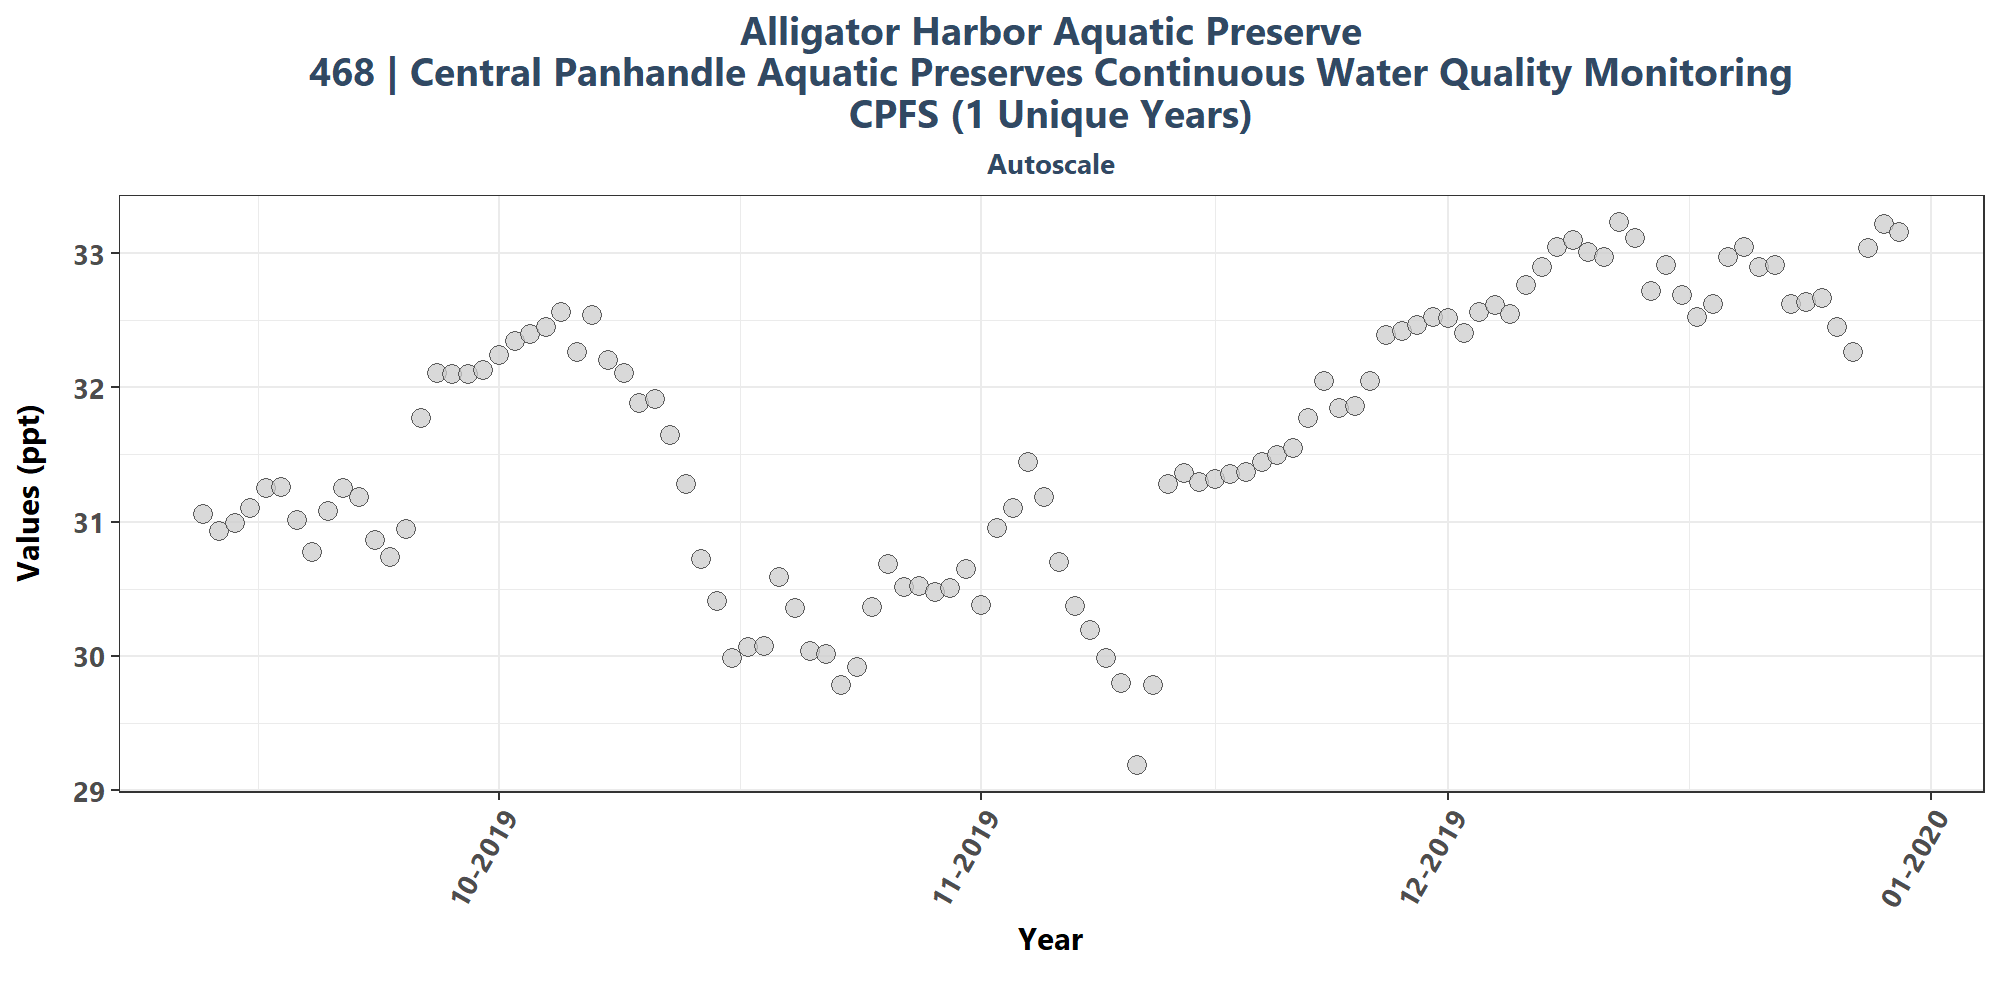 Alligator Harbor Aquatic Preserve
468 | Central Panhandle Aquatic Preserves Continuous Water Quality Monitoring
CPFS (1 Unique Years)
Autoscale
Values (ppt)
33
32
31
30
29
10-2019
11-2019
12-2019
01-2020
Year